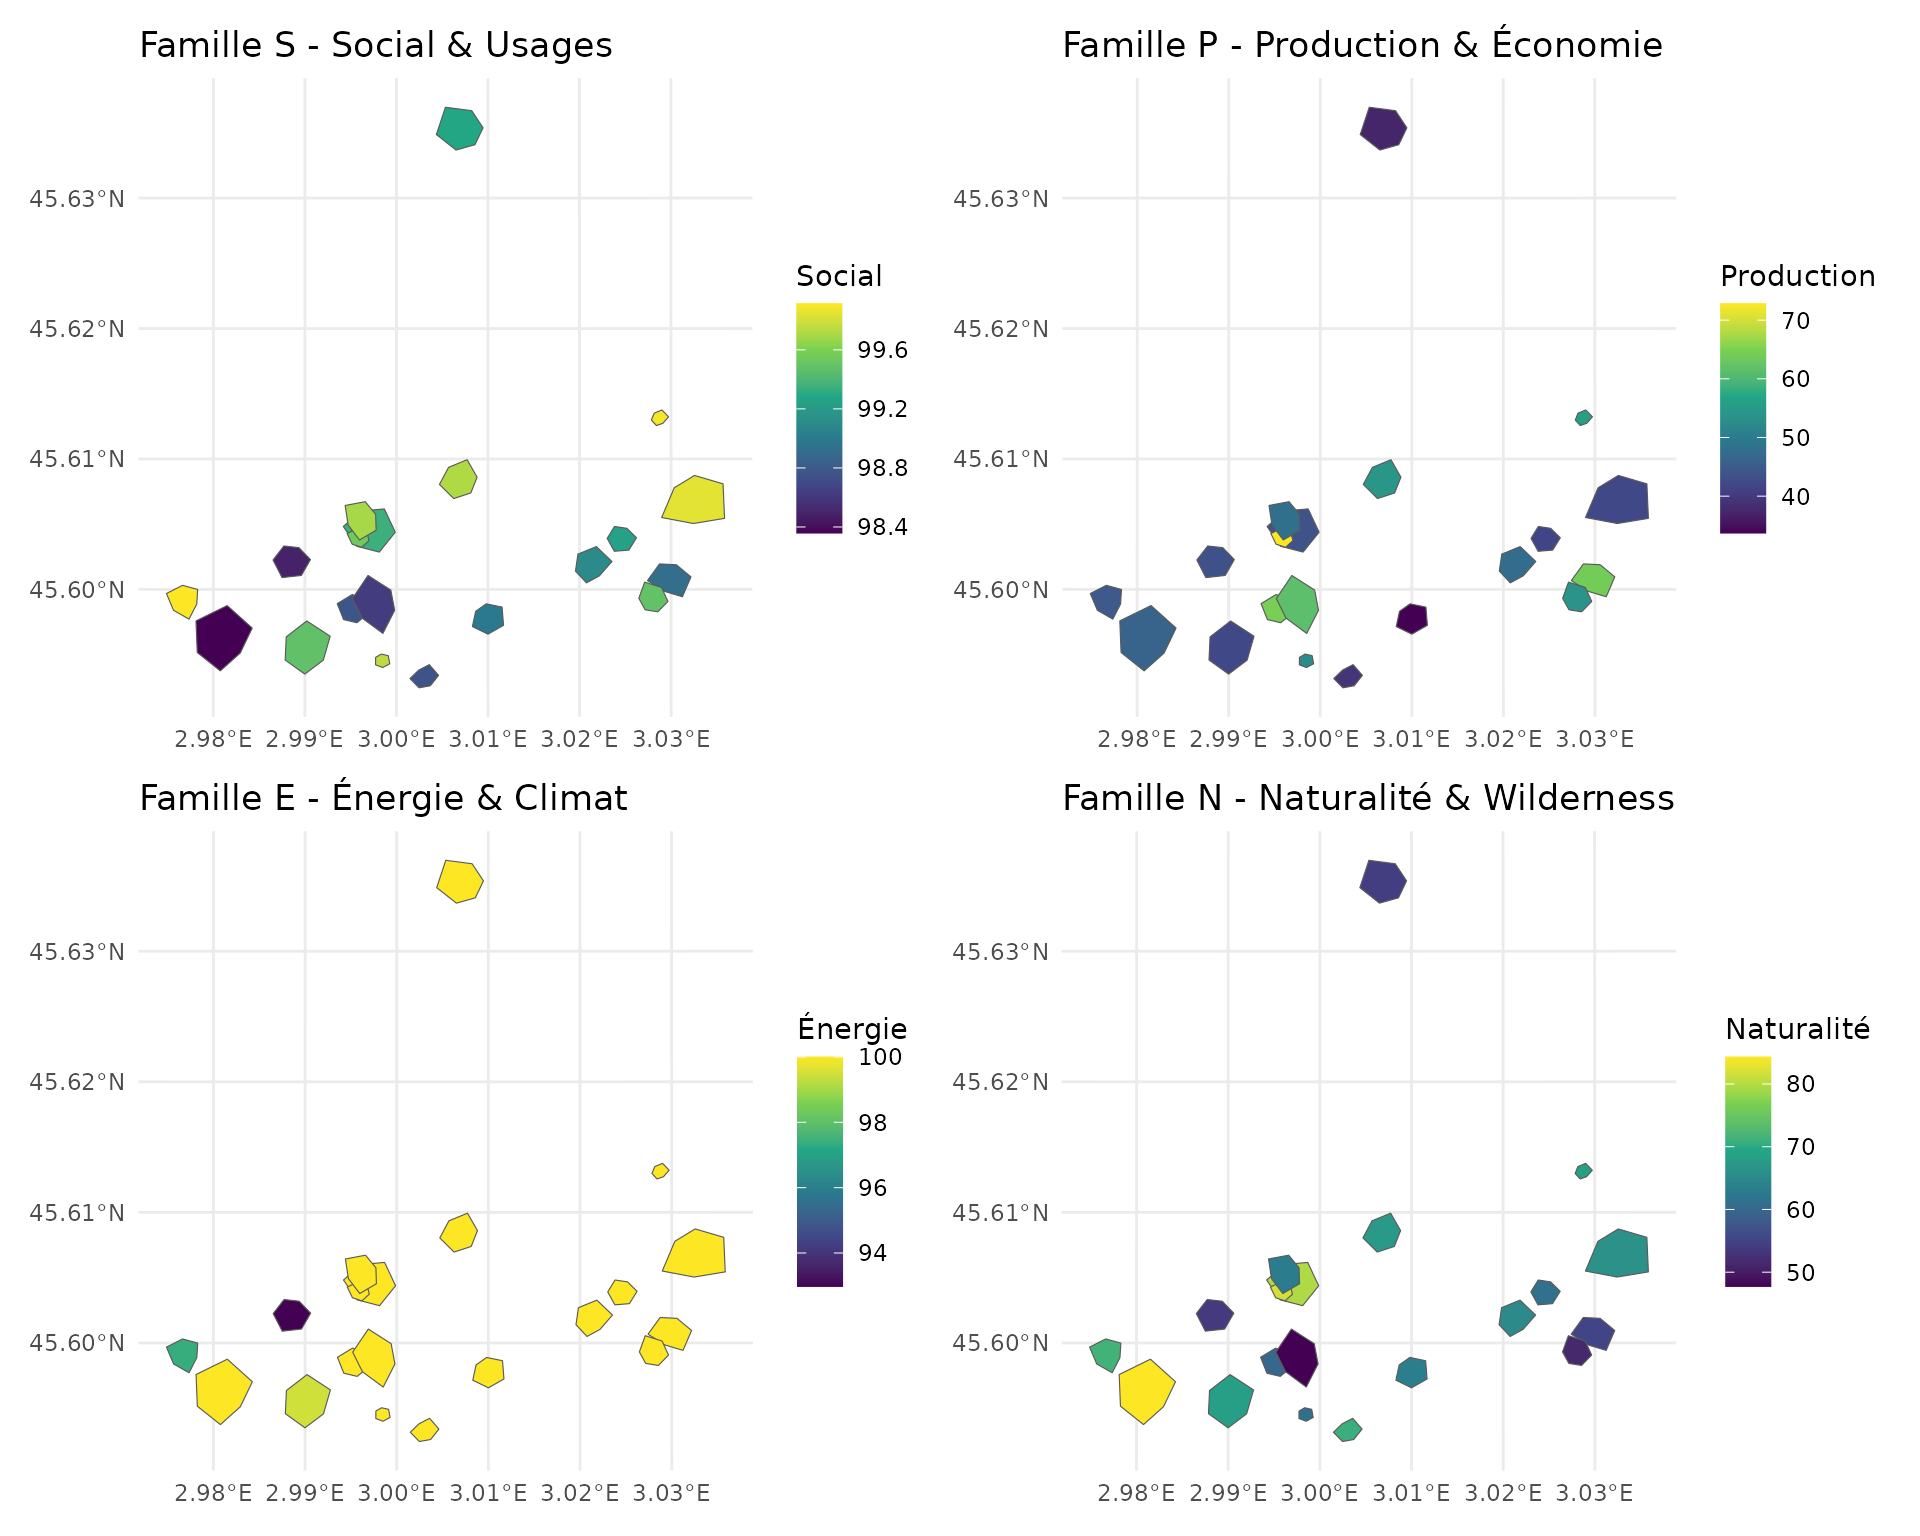 Famille S - Social & Usages
45.63°N
45.62°N
45.61°N
45.60°N
2.98°E 2.99°E 3.00°E 3.01°E 3.02°E 3.03°E
Social
99.6
99.2
98.8
98.4
Famille P - Production & Économie
45.63°N
45.62°N
45.61°N
45.60°N
2.98°E 2.99°E 3.00°E 3.01°E 3.02°E 3.03°E
Production
70
60
50
40
Famille E - Énergie & Climat
45.63°N
45.62°N
45.61°N
45.60°N
2.98°E 2.99°E 3.00°E 3.01°E 3.02°E 3.03°E
Énergie
100
98
96
94
Famille N - Naturalité & Wilderness
45.63°N
45.62°N
45.61°N
45.60°N
2.98°E 2.99°E 3.00°E 3.01°E 3.02°E 3.03°E
Naturalité
80
70
60
50